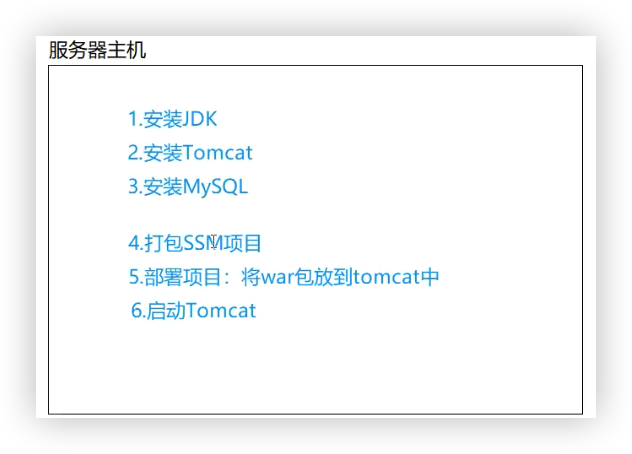 服务器主机
1.安装JDK
2.安装Tomcat
3.安装MySQL
4.打包SSM项目
5.部署项目：将war包放到tomcat中
6.启动Tomcat